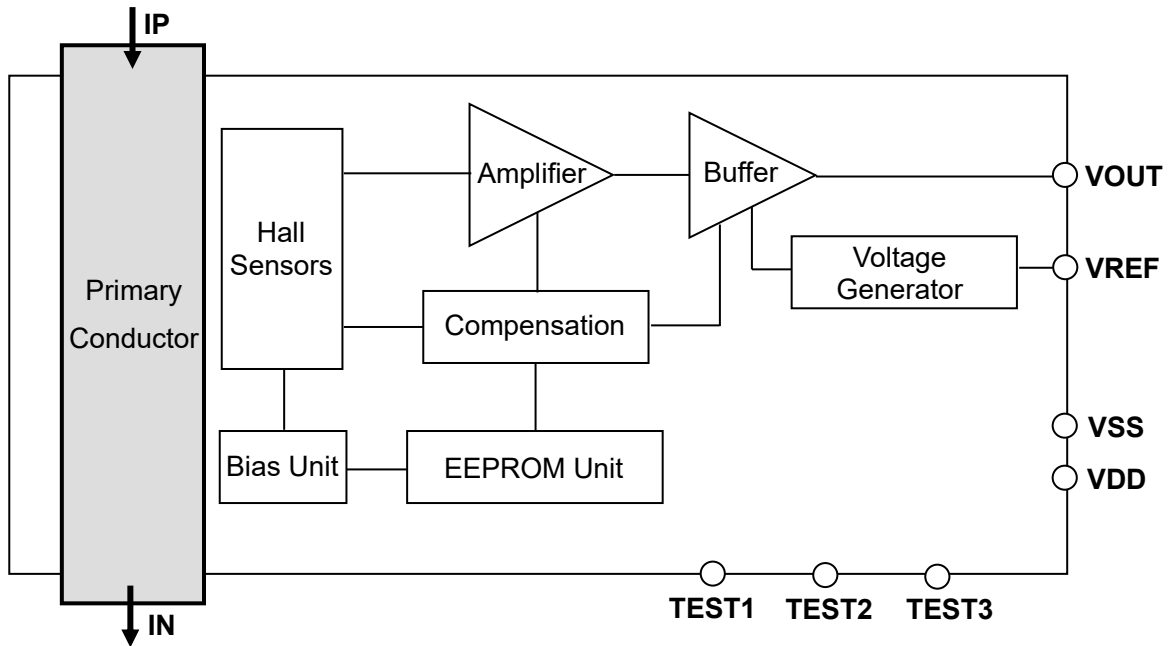 IP
Amplifier
Buffer
VOUT
Hall
Sensors
Voltage
Generator
VREF
Primary
Conductor
Compensation
VSS
Bias Unit
EEPROM Unit
VDD
TEST1
TEST2
TEST3
IN